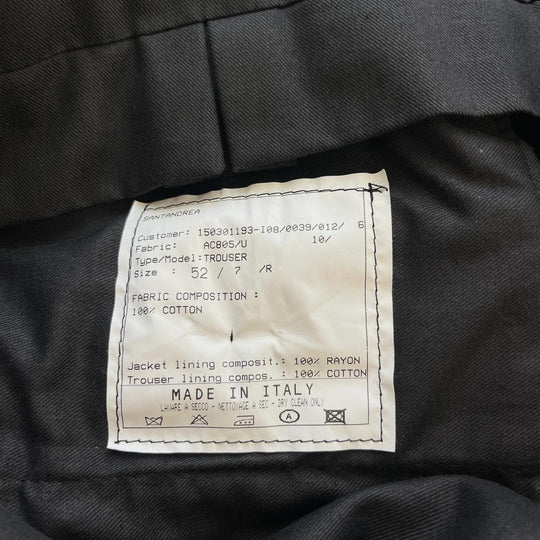 SANTANDREA
Customer: 150301193-I08/0039/012/ 6
Fabric: AC805/U 10/
Type/Model: TROUSER
Size : 52 / 7 /R
FABRIC COMPOSITION :
100% COTTON
Jacket lining composit.: 100% RAYON
Trouser lining compos. : 100% COTTON
MADE IN ITALY
LAVARE A SECCO - NETTOYAGE A SEC - DRY CLEAN ONLY
A